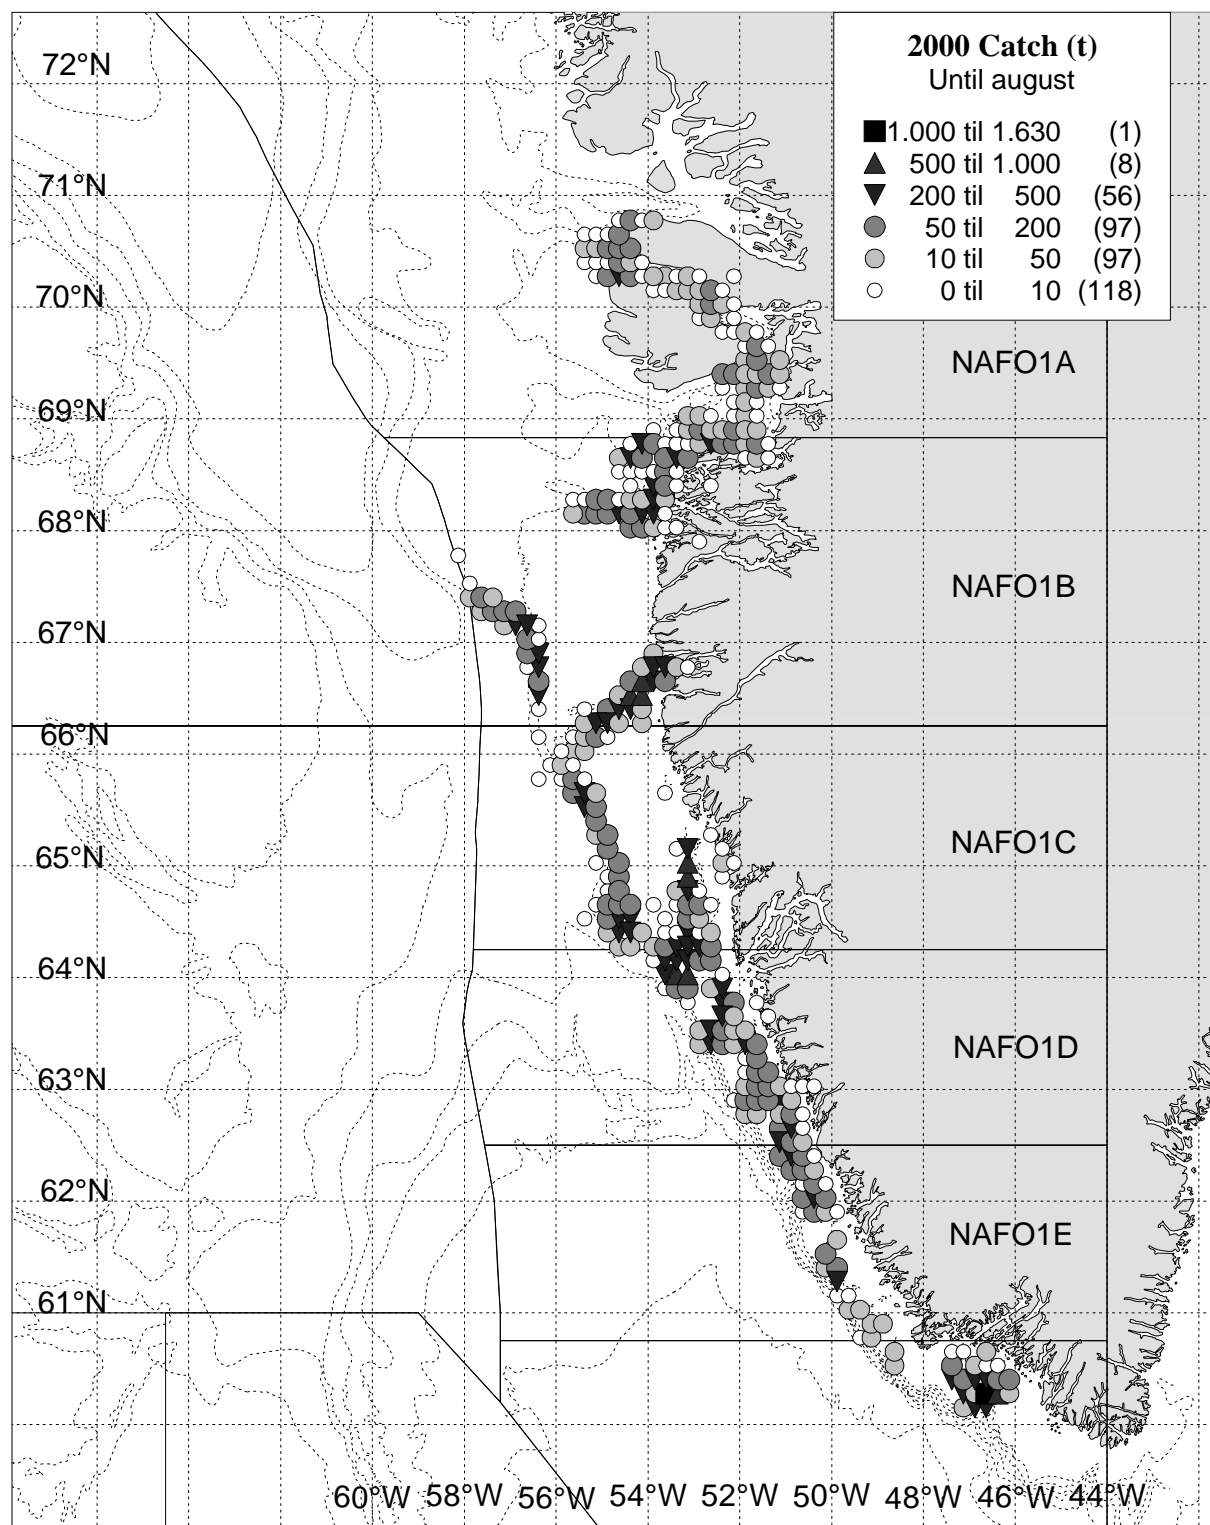 2000 Catch (t)
Until august
1.000 til 1.630 (1)
500 til 1.000 (8)
200 til 500 (56)
50 til 200 (97)
10 til 50 (97)
0 til 10 (118)
72°N
71°N
70°N
NAFO1A
69°N
68°N
NAFO1B
67°N
66°N
NAFO1C
65°N
64°N
NAFO1D
63°N
62°N
NAFO1E
61°N
60°W 58°W 56°W 54°W 52°W 50°W 48°W 46°W 44°W